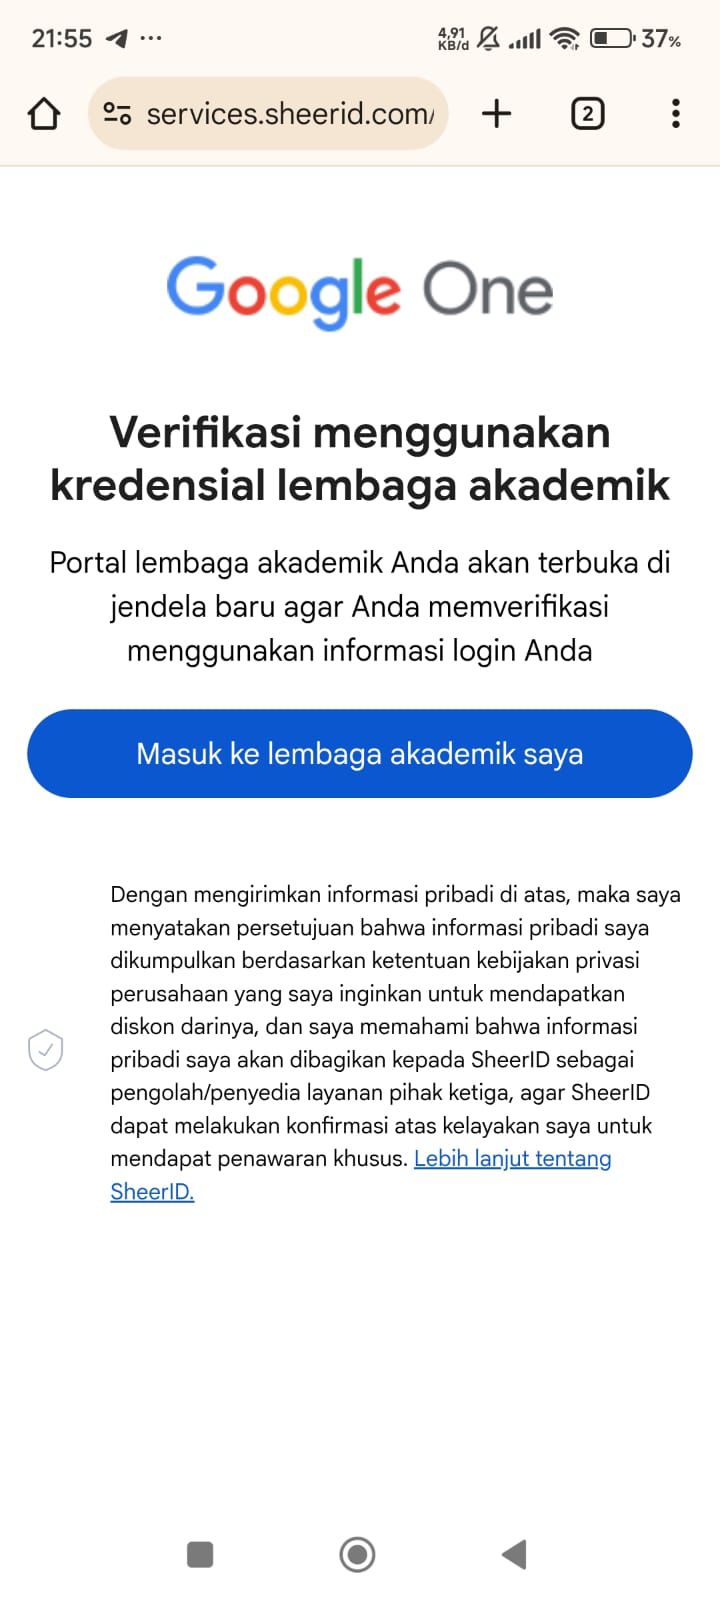 21:55
4,91
KB/d
37%
services.sheerid.com/
2
Google One
Verifikasi menggunakan
kredensial lembaga akademik
Portal lembaga akademik Anda akan terbuka di
jendela baru agar Anda memverifikasi
menggunakan informasi login Anda
Masuk ke lembaga akademik saya
Dengan mengirimkan informasi pribadi di atas, maka saya
menyatakan persetujuan bahwa informasi pribadi saya
dikumpulkan berdasarkan ketentuan kebijakan privasi
perusahaan yang saya inginkan untuk mendapatkan
diskon darinya, dan saya memahami bahwa informasi
pribadi saya akan dibagikan kepada SheerID sebagai
pengolah/penyedia layanan pihak ketiga, agar SheerID
dapat melakukan konfirmasi atas kelayakan saya untuk
mendapat penawaran khusus. Lebih lanjut tentang
SheerID.